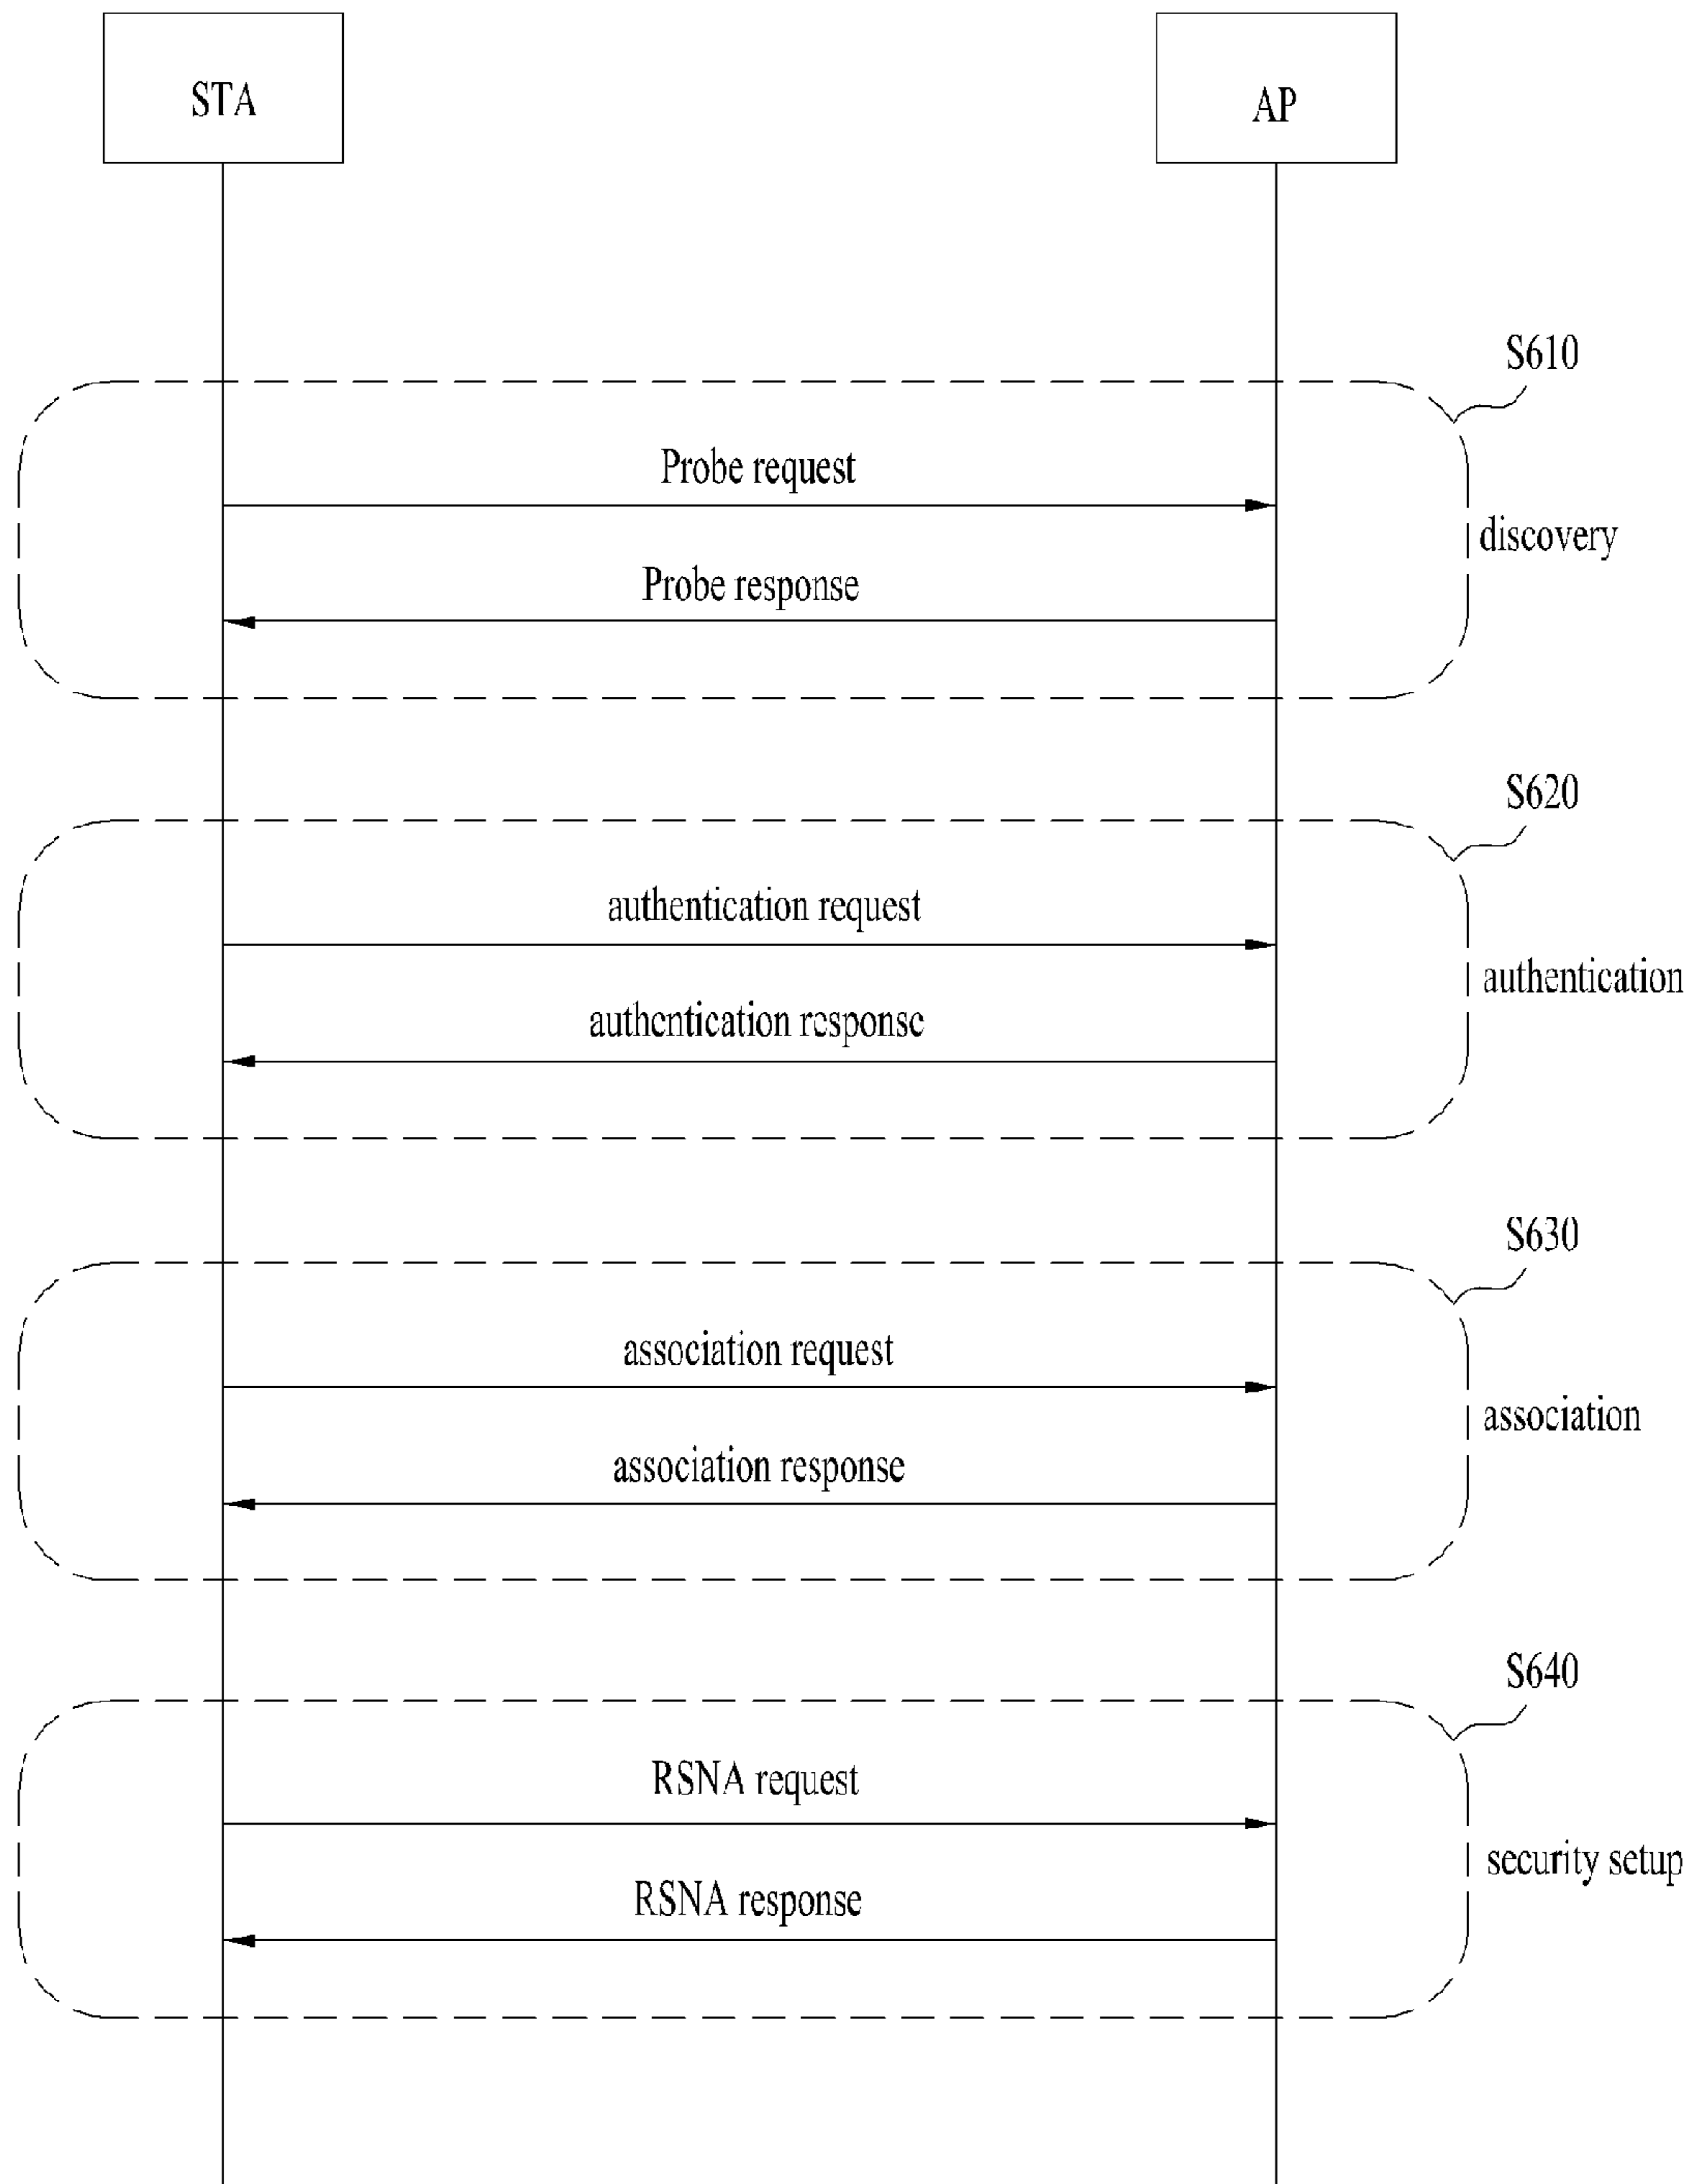 STA
AP
S610
Probe request
discovery
Probe response
S620
authentication request
authentication
authentication response
S630
association request
association
association response
S640
RSNA request
security setup
RSNA response